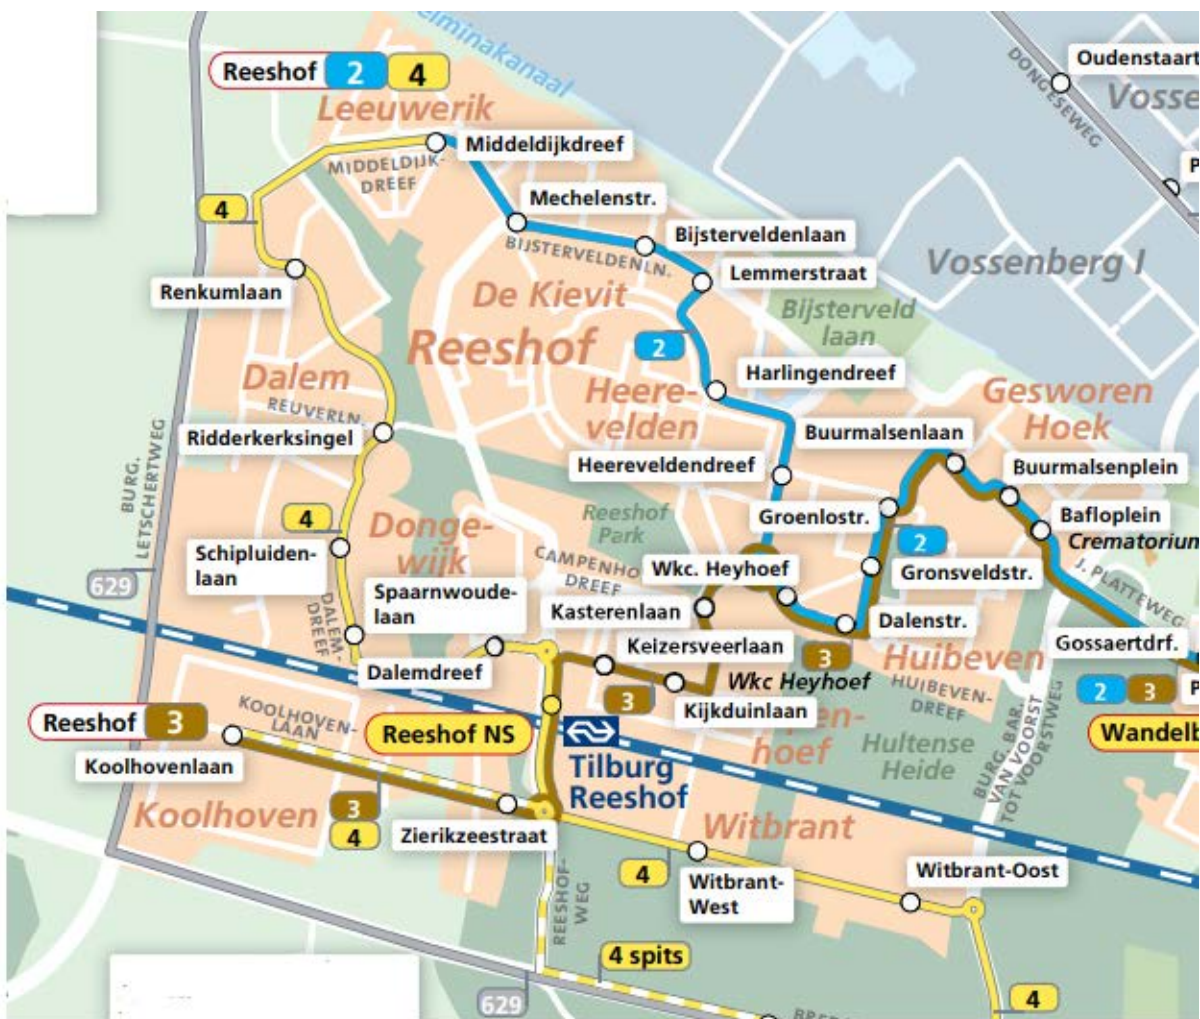 elminakanaal
Reeshof 2 4
Leeuwerik
Oudenstaart
DONGESEWEG
Vosse
Middeldijkdreef
MIDDELDIJK-
DREEF
P
4
Mechelenstr.
Bijsterveldenlaan
BIJSTERVELDENLN.
Lemmerstraat
Vossenberg I
Renkumlaan
De Kievit
Bijsterveld
laan
Reeshof
2
Dalem
Harlingendreef
Heere-
velden
Gesworen
Hoek
REUVERLN.
Ridderkerksingel
Buurmalsenlaan
Heereveldendreef
Buurmalsenplein
BURG.
LETSCHERTWEG
4
Donge-
wijk
Reeshof
Park
Groenlostr.
Bafloplein
2
Crematorium
Schipluiden-
laan
CAMPENHO
DREEF
Wkc. Heyhoef
Gronsveldstr.
J. PLATTEWEG
629
Spaarnwoude-
laan
DALEM-
DREEF
Kasterenlaan
Dalenstr.
Keizersveerlaan
3
Gossaertdrf.
Dalemdreef
Wkc Heyhoef
Huibeven
HUIBEVEN-
DREEF
P
2 3
3
Kijkduinlaan
Reeshof 3
KOOLHOVEN-
LAAN
Reeshof NS
pen-
hoef
Wandelb
Hultense
Heide
BURG. BAR.
VAN VOORST
TOT VOORSTWEG
Koolhovenlaan
Tilburg
Reeshof
Koolhoven
3
4
Zierikzeestraat
Witbrant
4
Witbrant-
West
Witbrant-Oost
REESHOF-
WEG
4 spits
629
4
BREDA